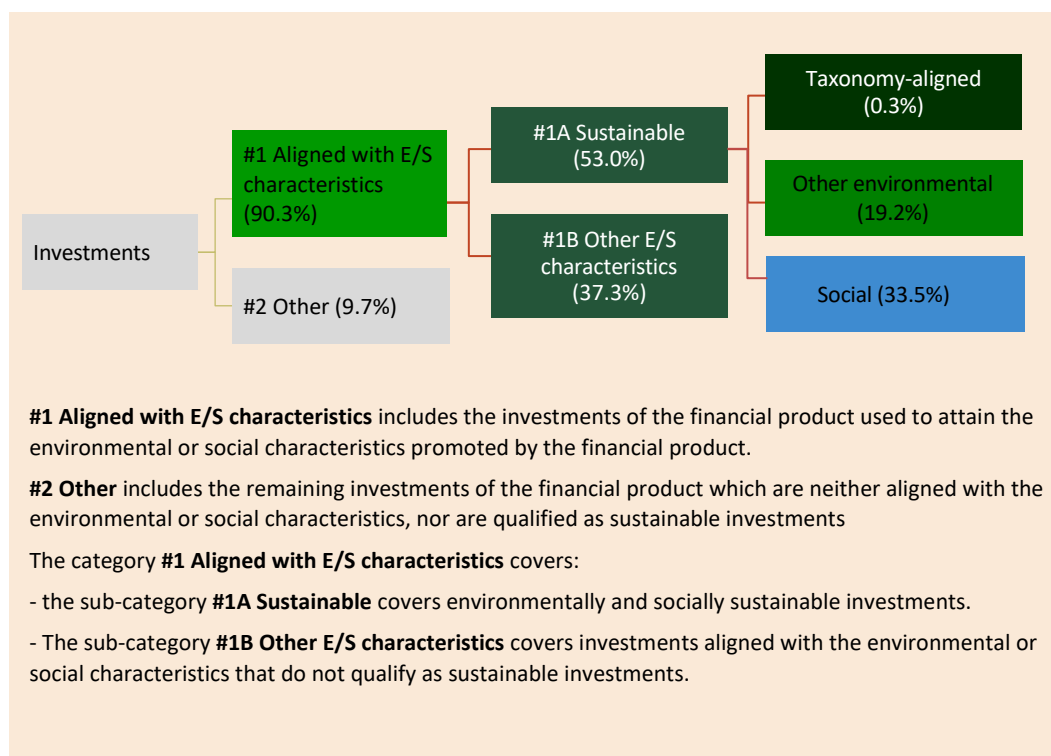 Investments
#1 Aligned with E/S
characteristics
(90.3%)
#2 Other (9.7%)
#1A Sustainable
(53.0%)
#1B Other E/S
characteristics
(37.3%)
Taxonomy-aligned
(0.3%)
Other environmental
(19.2%)
Social (33.5%)
#1 Aligned with E/S characteristics includes the investments of the financial product used to attain the
environmental or social characteristics promoted by the financial product.
#2 Other includes the remaining investments of the financial product which are neither aligned with the
environmental or social characteristics, nor are qualified as sustainable investments
The category #1 Aligned with E/S characteristics covers:
- the sub-category #1A Sustainable covers environmentally and socially sustainable investments.
- The sub-category #1B Other E/S characteristics covers investments aligned with the environmental or
social characteristics that do not qualify as sustainable investments.